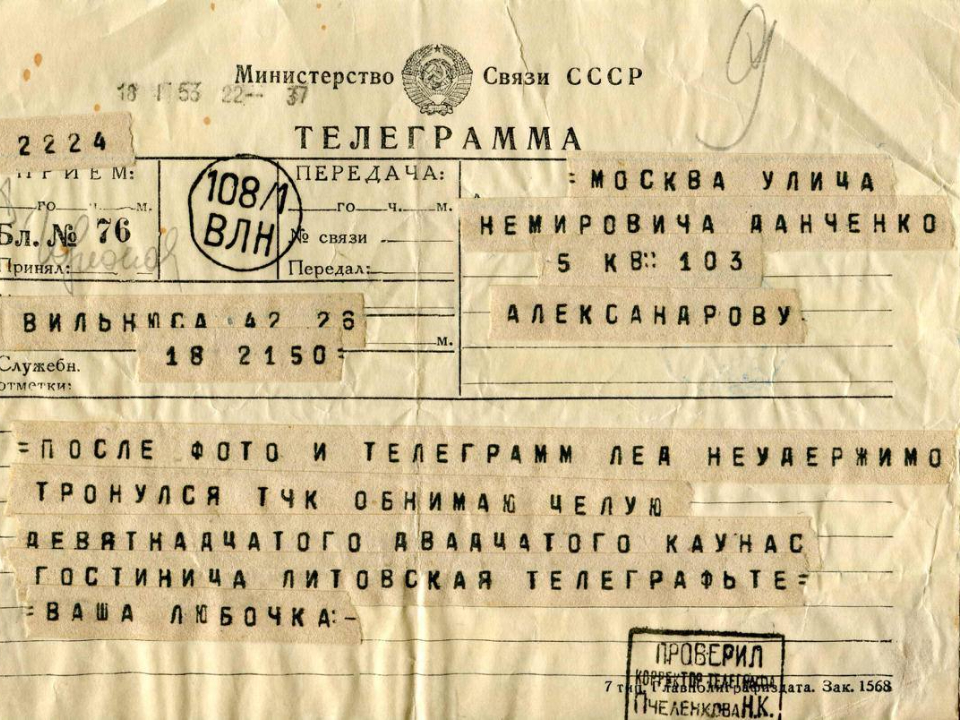 Министерство Связи СССР
18 53 22-- 37
ТЕЛЕГРАММА
2224
ПРИЕМ:
го ч. м.
Бл. № 76
Принял:
108/1
ВЛН
ПЕРЕДАЧА:
го ч. м.
№ связи
Передал:
=МОСКВА УЛИЦА
НЕМИРОВИЧА ДАНЧЕНКО
5 КВ: 103
АЛЕКСАНДРОВУ
ВИЛЬНЮСА 42 26
18 2150=
м.
Служебн.
отметки:
=ПОСЛЕ ФОТО И ТЕЛЕГРАММ ЛЕД НЕУДЕРЖИМО
ТРОНУЛСЯ ТЧК ОБНИМАЮ ЦЕЛУЮ
ДЕВЯТНАДЦАТОГО ДВАДЦАТОГО КАУНАС
ГОСТИНИЦА ЛИТОВСКАЯ ТЕЛЕГРАФЬТЕ=
=ВАША ЛЮБОЧКА:-
ПРОВЕРИЛ
КОРРЕКТОР ТЕЛЕГРАФА
ПЧЕЛЕНКОВА Н.К.
7 тип. Главполиграфиздата. Зак. 1568